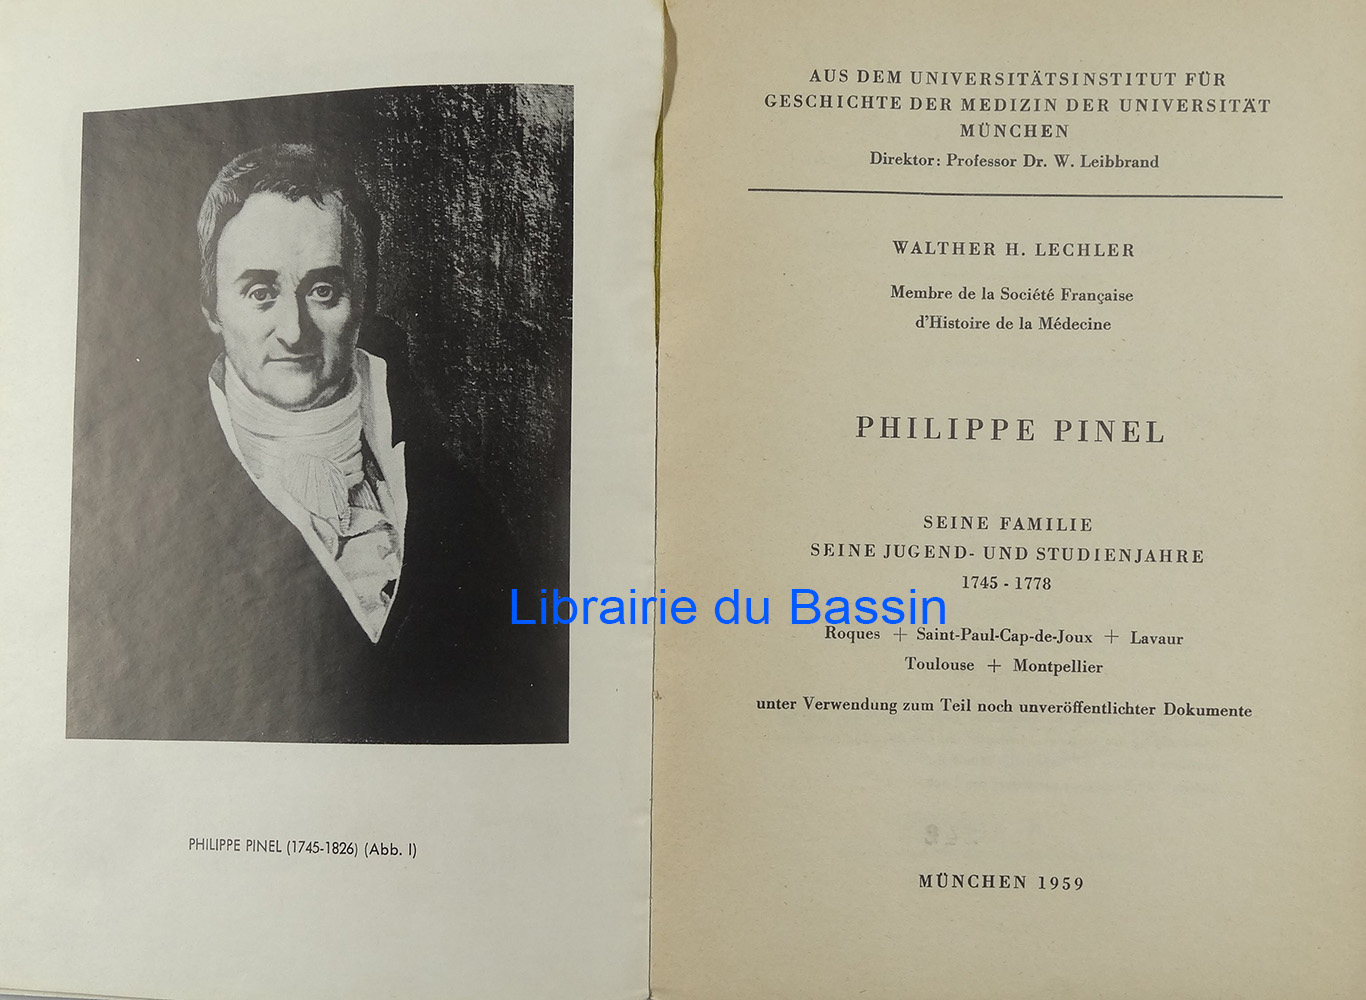 PHILIPPE PINEL (1745-1826) (Abb. I)
AUS DEM UNIVERSITÄTSINSTITUT FÜR
GESCHICHTE DER MEDIZIN DER UNIVERSITÄT
MÜNCHEN
Direktor: Professor Dr. W. Leibbrand
WALTHER H. LECHLER
Membre de la Société Française
d'Histoire de la Médecine
PHILIPPE PINEL
SEINE FAMILIE
SEINE JUGEND- UND STUDIENJAHRE
1745 - 1778
Librairie du Bassin
Roques + Saint-Paul-Cap-de-Joux + Lavaur
Toulouse + Montpellier
unter Verwendung zum Teil noch unveröffentlichter Dokumente
MÜNCHEN 1959